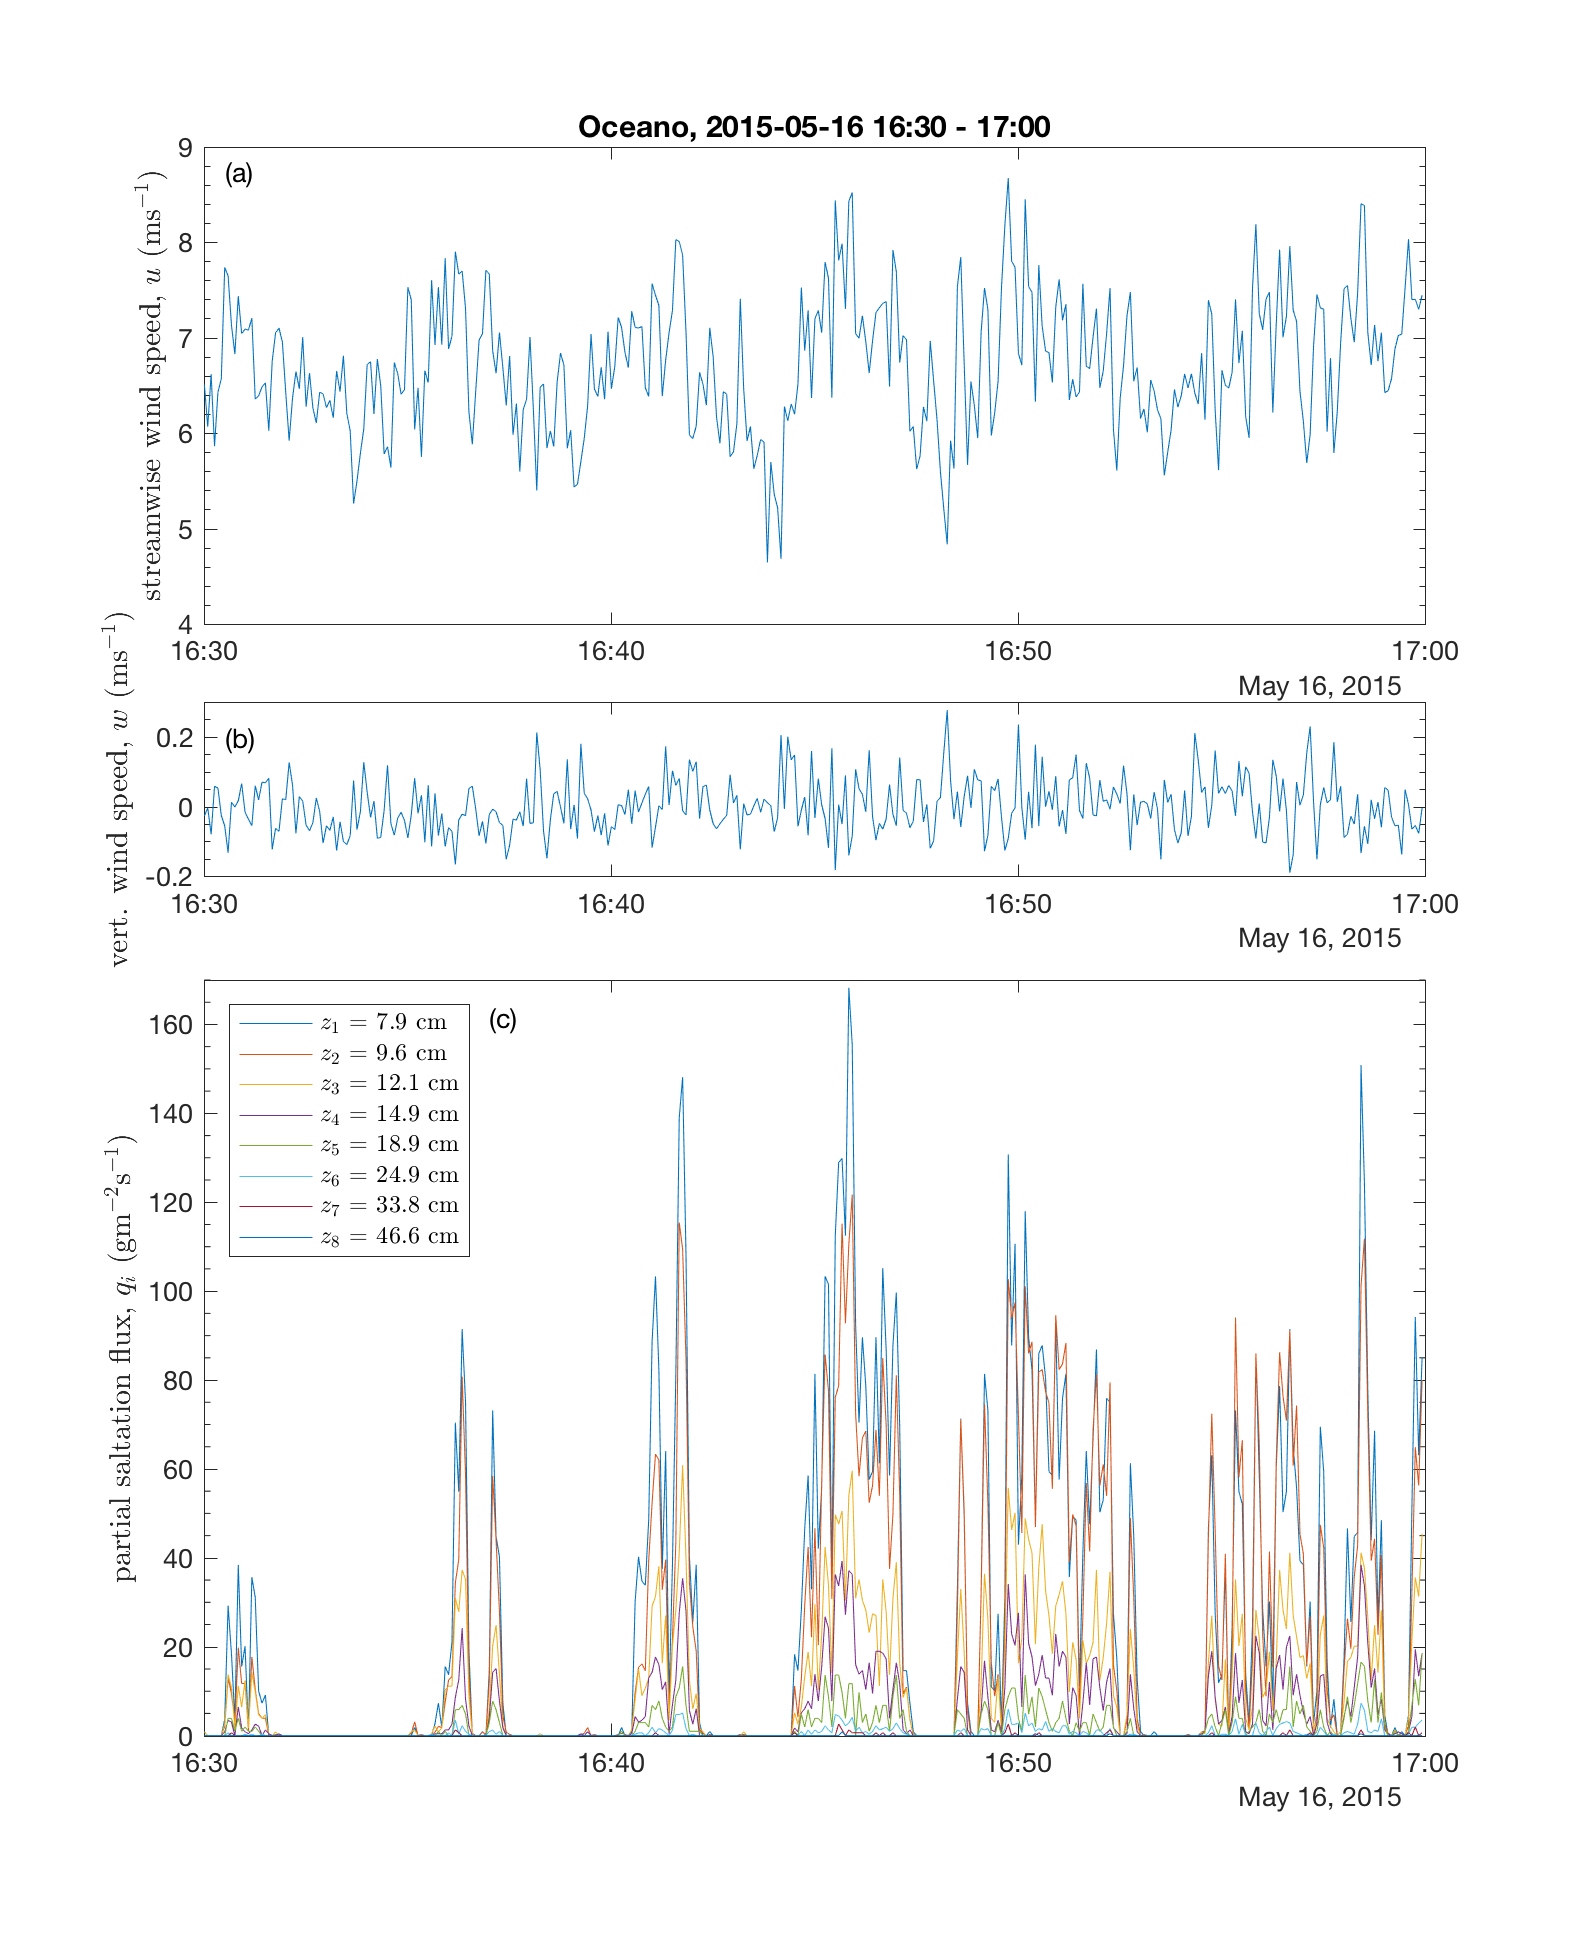 Oceano, 2015-05-16 16:30 - 17:00
(a)
streamwise wind speed, u (ms⁻¹)
9
8
7
6
5
4
16:30 16:40 16:50 17:00
May 16, 2015
(b)
vert. wind speed, w (ms⁻¹)
0.2
0
-0.2
16:30 16:40 16:50 17:00
May 16, 2015
(c)
partial saltation flux, qᵢ (gm⁻²s⁻¹)
160
140
120
100
80
60
40
20
0
z₁ = 7.9 cm
z₂ = 9.6 cm
z₃ = 12.1 cm
z₄ = 14.9 cm
z₅ = 18.9 cm
z₆ = 24.9 cm
z₇ = 33.8 cm
z₈ = 46.6 cm
16:30 16:40 16:50 17:00
May 16, 2015